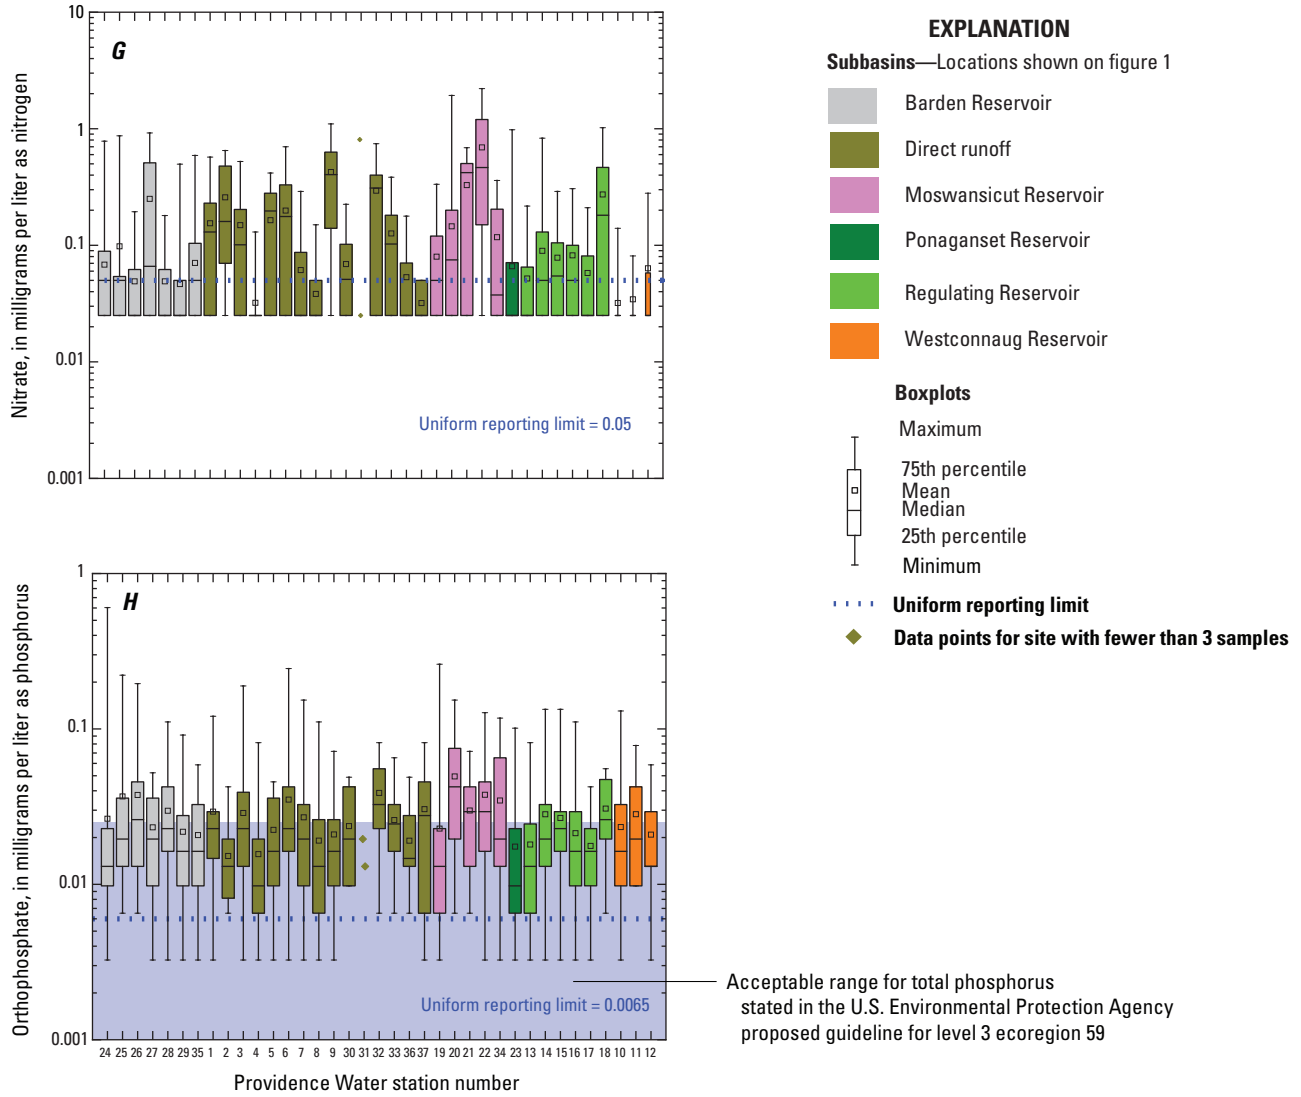 G
Nitrate, in milligrams per liter as nitrogen
10
1
0.1
0.01
0.001
Uniform reporting limit = 0.05
EXPLANATION
Subbasins—Locations shown on figure 1
Barden Reservoir
Direct runoff
Moswansicut Reservoir
Ponaganset Reservoir
Regulating Reservoir
Westconnaug Reservoir
Boxplots
Maximum
75th percentile
Mean
Median
25th percentile
Minimum
Uniform reporting limit
Data points for site with fewer than 3 samples
H
Orthophosphate, in milligrams per liter as phosphorus
1
0.1
0.01
0.001
Uniform reporting limit = 0.0065
Acceptable range for total phosphorus
stated in the U.S. Environmental Protection Agency
proposed guideline for level 3 ecoregion 59
24 25 26 27 28 29 35 1 2 3 4 5 6 7 8 9 30 31 32 33 36 37 19 20 21 22 34 23 13 14 15 16 17 18 10 11 12
Providence Water station number